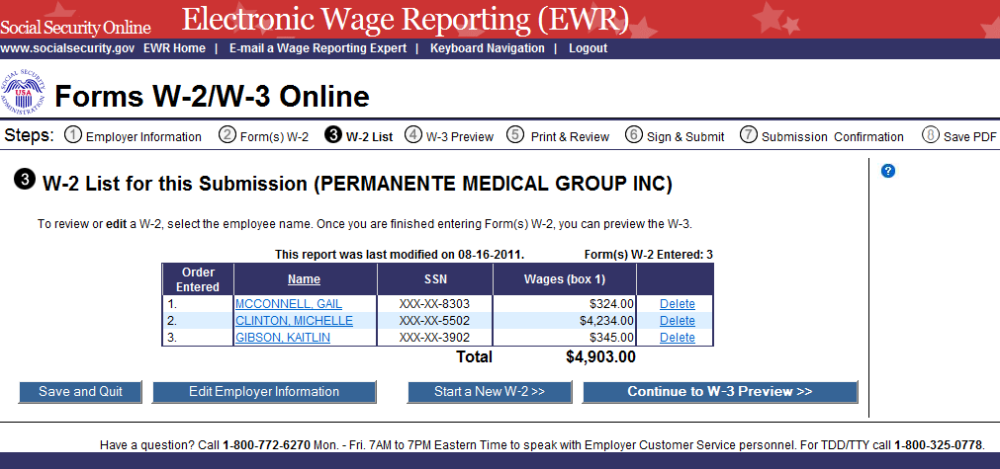 Social Security Online Electronic Wage Reporting (EWR)
www.socialsecurity.gov EWR Home | E-mail a Wage Reporting Expert | Keyboard Navigation | Logout
SOCIAL SECURITY ADMINISTRATION USA
Forms W-2/W-3 Online
Steps: 1 Employer Information 2 Form(s) W-2 3 W-2 List 4 W-3 Preview 5 Print & Review 6 Sign & Submit 7 Submission Confirmation 8 Save PDF
3 W-2 List for this Submission (PERMANENTE MEDICAL GROUP INC) ?
To review or edit a W-2, select the employee name. Once you are finished entering Form(s) W-2, you can preview the W-3.
This report was last modified on 08-16-2011. Form(s) W-2 Entered: 3
Order Entered Name SSN Wages (box 1)
1. MCCONNELL, GAIL XXX-XX-8303 $324.00 Delete
2. CLINTON, MICHELLE XXX-XX-5502 $4,234.00 Delete
3. GIBSON, KAITLIN XXX-XX-3902 $345.00 Delete
Total $4,903.00
Save and Quit Edit Employer Information Start a New W-2 >> Continue to W-3 Preview >>
Have a question? Call 1-800-772-6270 Mon. - Fri. 7AM to 7PM Eastern Time to speak with Employer Customer Service personnel. For TDD/TTY call 1-800-325-0778.